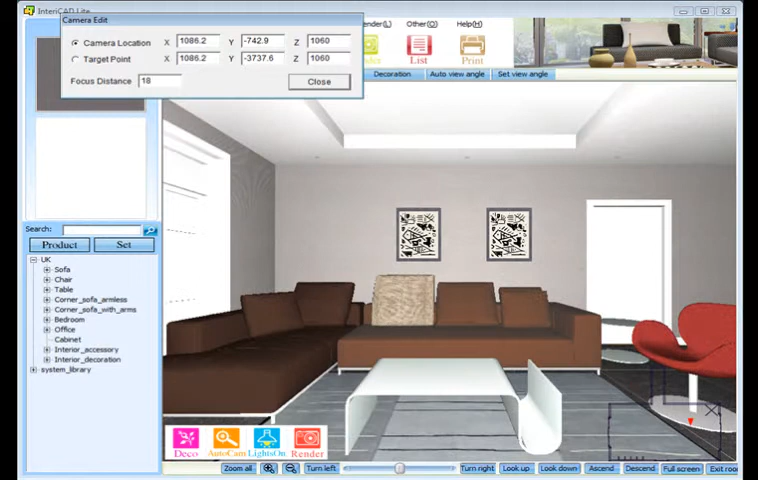 InteriCAD Lite
Camera Edit
Camera Location X 1086.2 Y -742.9 Z 1060
Target Point X 1086.2 Y -3737.6 Z 1060
Focus Distance 18
Close
Other(O) Help(H)
List Print
Decoration Auto view angle Set view angle
Search:
Product Set
UK
Sofa
Chair
Table
Corner_sofa_armless
Corner_sofa_with_arms
Bedroom
Office
Cabinet
Interior_accessory
Interior_decoration
system_library
Deco AutoCam LightsOn Render
Zoom all Turn left Turn right Look up Look down Ascend Descend Full screen Exit roo